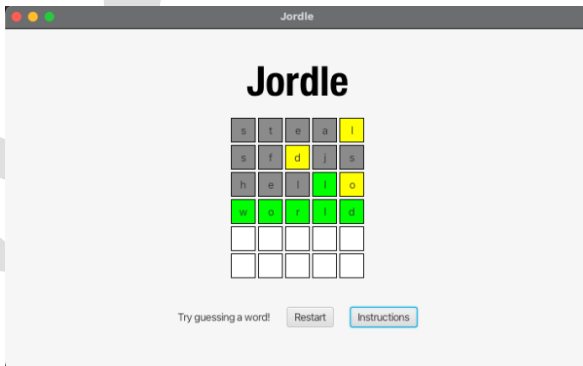 Jordle
Jordle
s t e a l
s f d j s
h e l l o
w o r l d
Try guessing a word! Restart Instructions